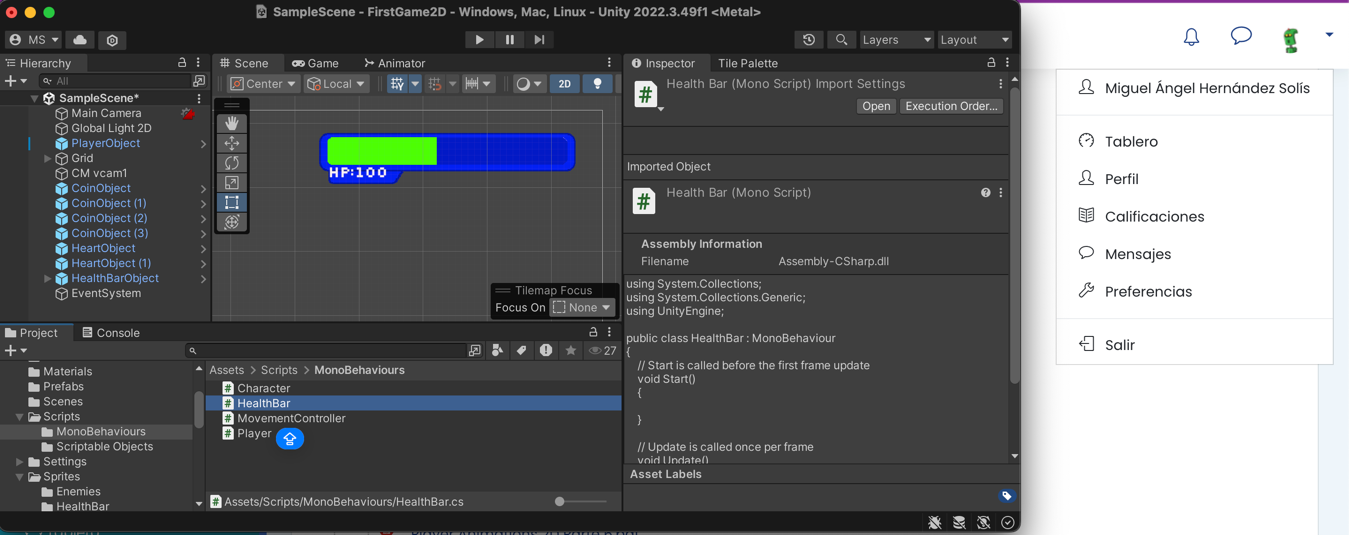 SampleScene - FirstGame2D - Windows, Mac, Linux - Unity 2022.3.49f1 <Metal>
MS
Layers
Layout
Hierarchy
All
SampleScene*
Main Camera
Global Light 2D
PlayerObject
Grid
CM vcam1
CoinObject
CoinObject (1)
CoinObject (2)
CoinObject (3)
HeartObject
HeartObject (1)
HealthBarObject
EventSystem
Scene
Game
Animator
Center
Local
2D
HP:100
Tilemap Focus
Focus On
None
Inspector
Tile Palette
Health Bar (Mono Script) Import Settings
Open
Execution Order...
Imported Object
Health Bar (Mono Script)
Assembly Information
Filename Assembly-CSharp.dll
using System.Collections;
using System.Collections.Generic;
using UnityEngine;
public class HealthBar : MonoBehaviour
{
// Start is called before the first frame update
void Start()
{
}
// Update is called once per frame
void Update()
Asset Labels
Project
Console
27
Materials
Prefabs
Scenes
Scripts
MonoBehaviours
Scriptable Objects
Settings
Sprites
Enemies
HealthBar
Assets > Scripts > MonoBehaviours
Character
HealthBar
MovementController
Player
Assets/Scripts/MonoBehaviours/HealthBar.cs
Miguel Ángel Hernández Solís
Tablero
Perfil
Calificaciones
Mensajes
Preferencias
Salir